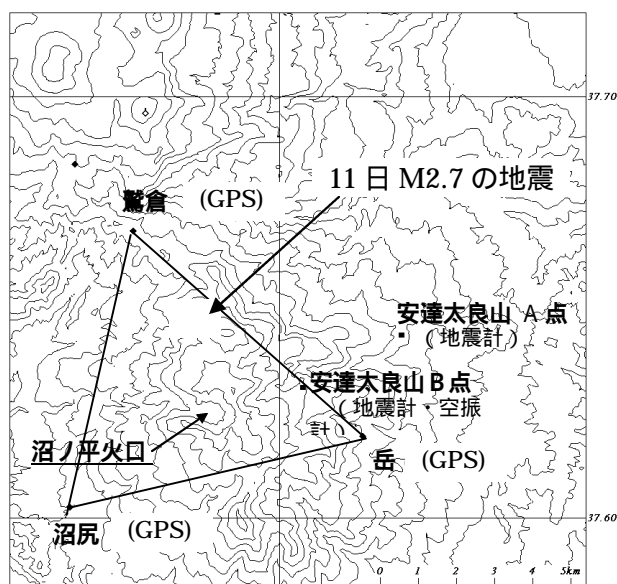 37.70
11日 M2.7 の地震
鷲倉 (GPS)
安達太良山 A 点
(地震計)
安達太良山 B 点
(地震計・空振
計)
沼ノ平火口
岳 (GPS)
37.60
沼尻 (GPS)
0 1 2 3 4 5km